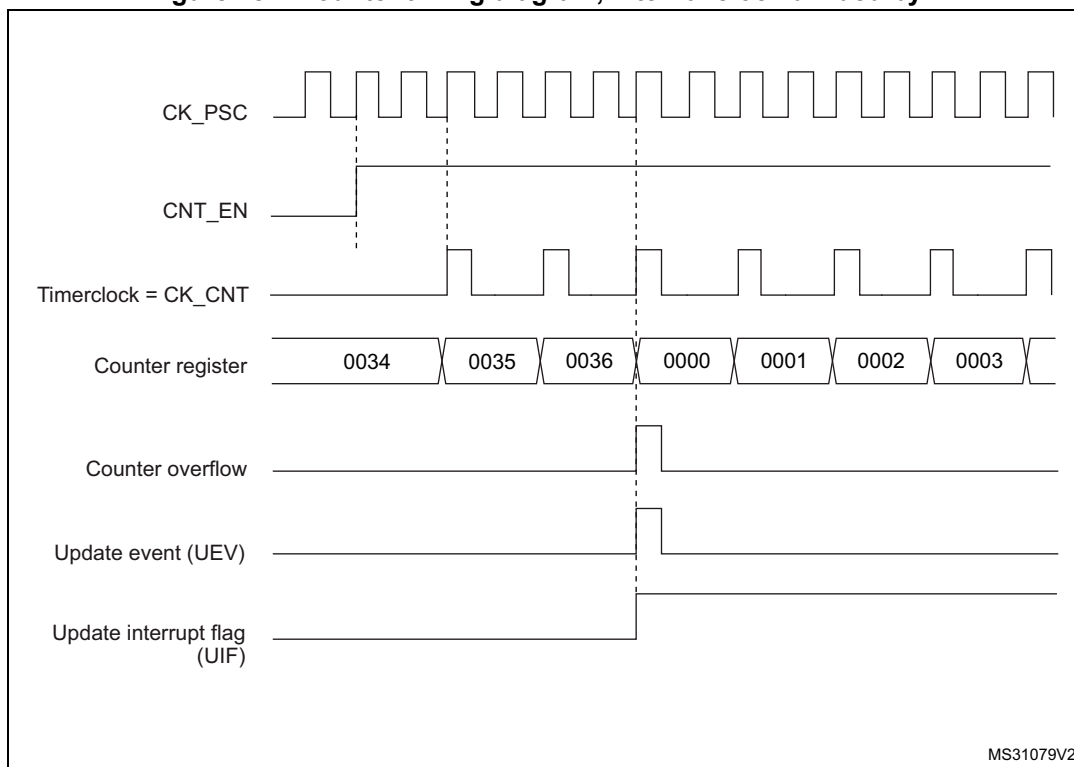 CK_PSC
CNT_EN
Timerclock = CK_CNT
Counter register
0034 0035 0036 0000 0001 0002 0003
Counter overflow
Update event (UEV)
Update interrupt flag
(UIF)
MS31079V2